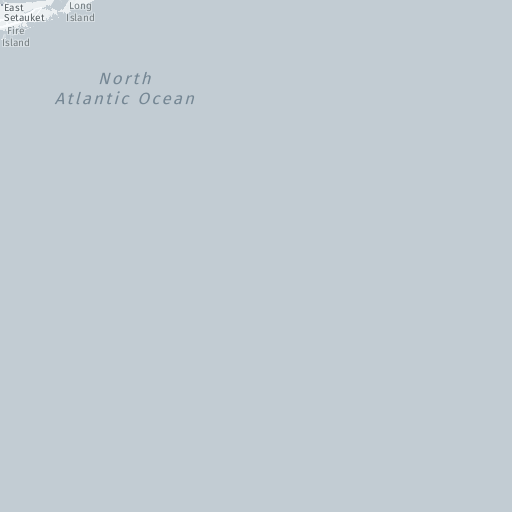 East
Setauket
Long
Island
Fire
Island
North
Atlantic Ocean